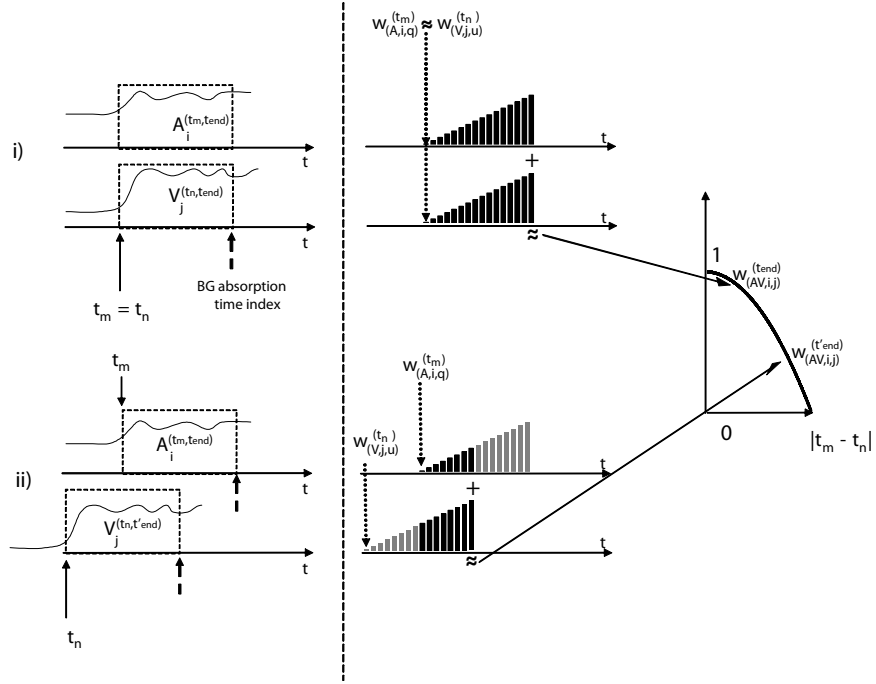 w(A,i,q)^(tm) ≈ w(V,j,u)^(tn)
i)
Ai^(tm,tend)
t
t
Vj^(tn,tend)
t
+
t
≈
tm = tn
BG absorption
time index
1
w(AV,i,j)^(tend)
w(AV,i,j)^(t'end)
0
|tm - tn|
tm
w(A,i,q)^(tm)
ii)
Ai^(tm,tend)
t
w(V,j,u)^(tn)
t
+
Vj^(tn,t'end)
t
t
≈
tn